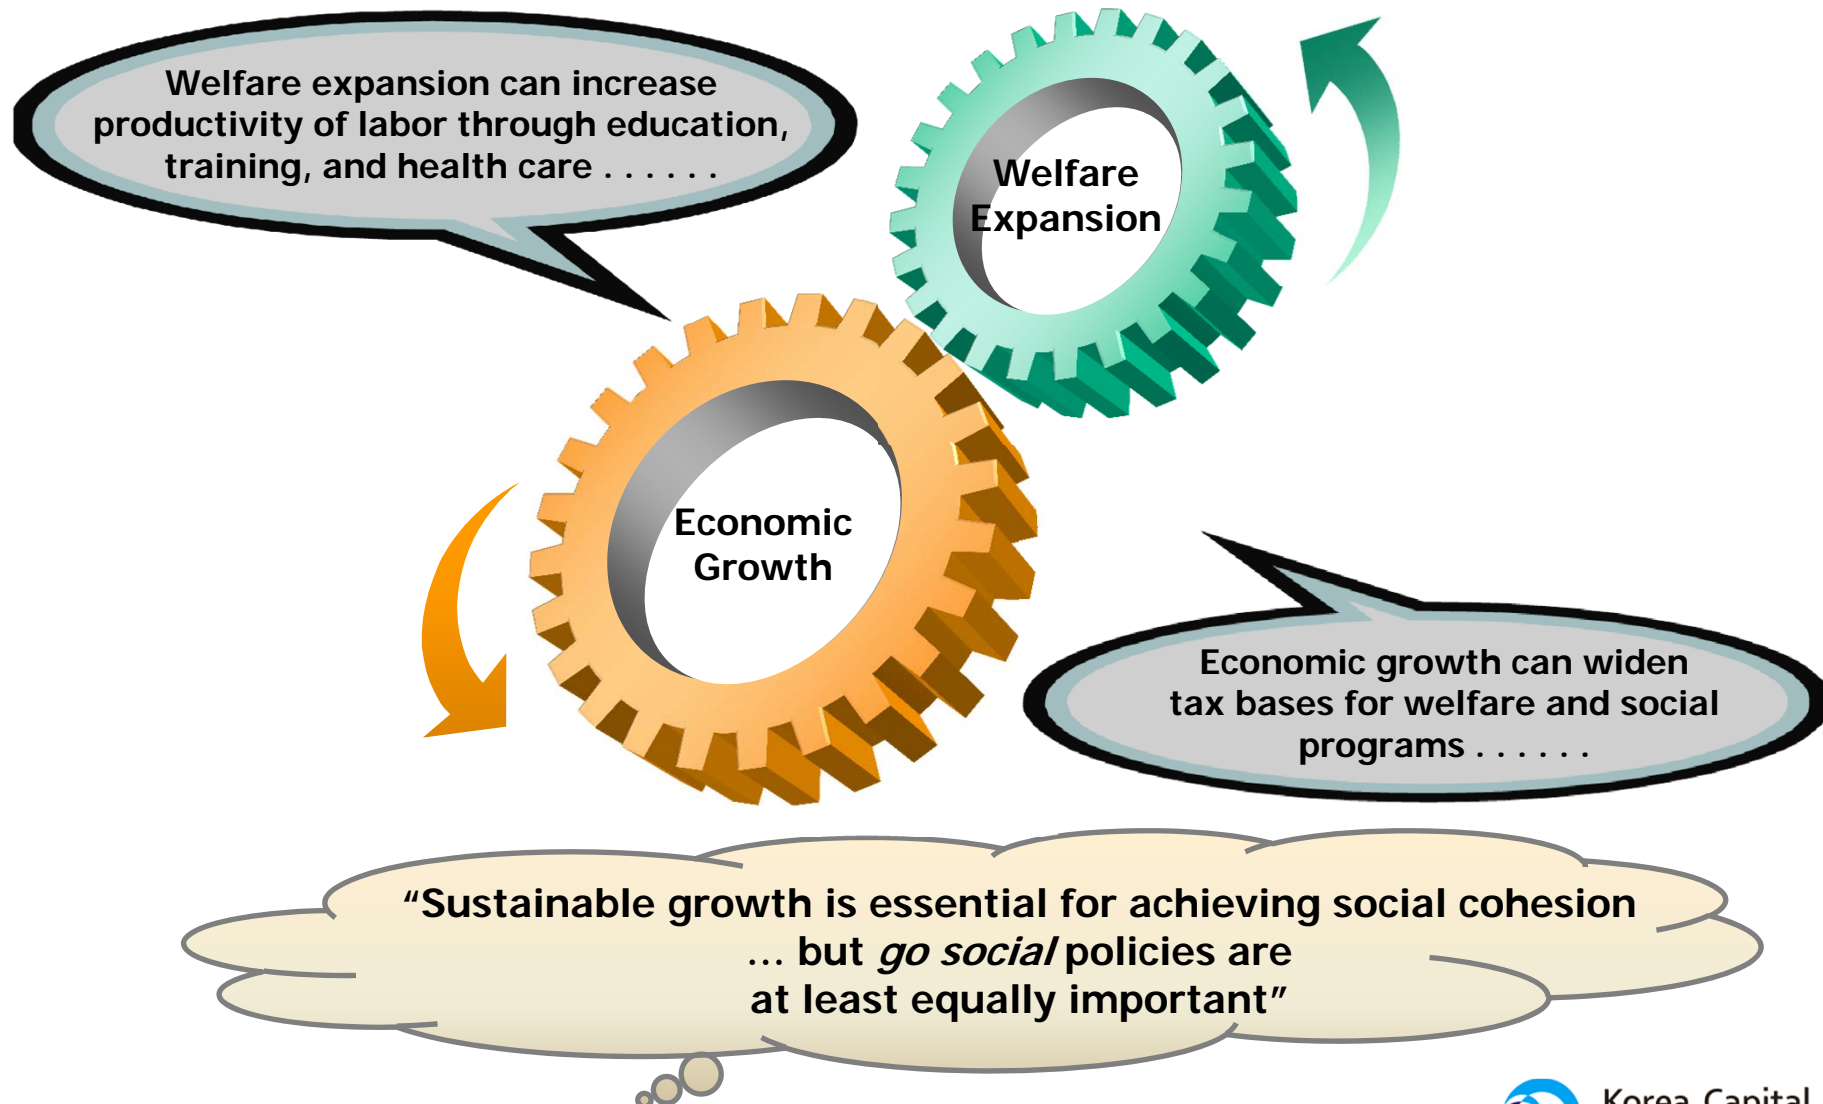 Welfare expansion can increase
productivity of labor through education,
training, and health care . . . . . .
Welfare
Expansion
Economic
Growth
Economic growth can widen
tax bases for welfare and social
programs . . . . . .
“Sustainable growth is essential for achieving social cohesion
... but go social policies are
at least equally important”
Korea Capital